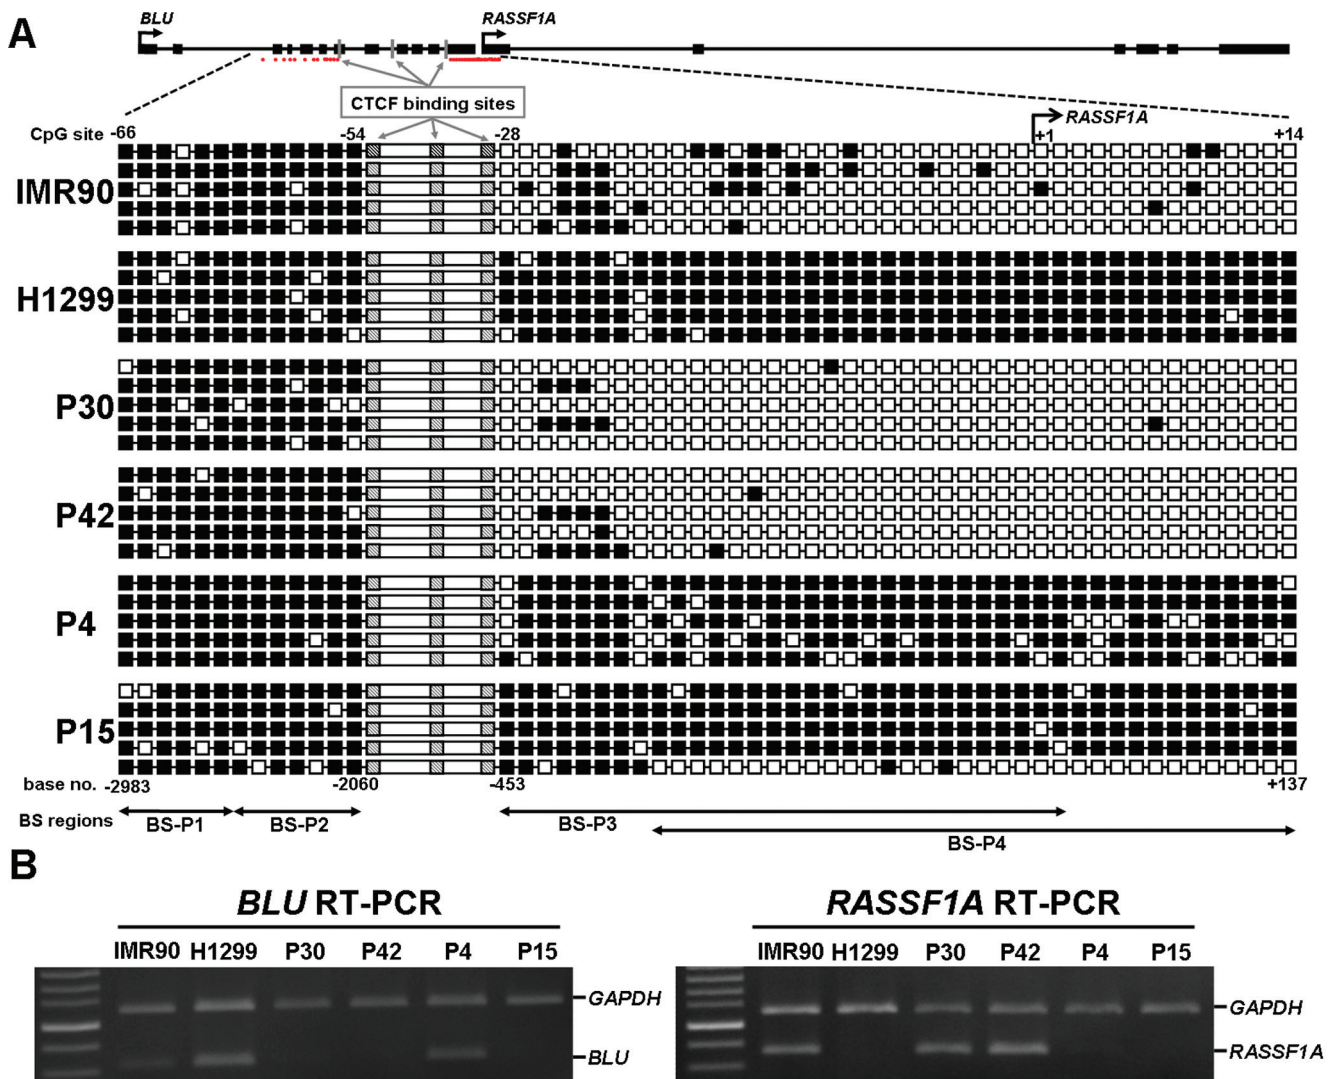 A
BLU
RASSF1A
CTCF binding sites
CpG site
-66
-54
-28
+1
RASSF1A
+14
IMR90
H1299
P30
P42
P4
P15
base no.
-2983
-2060
-453
+137
BS regions
BS-P1
BS-P2
BS-P3
BS-P4
B
BLU RT-PCR
IMR90 H1299 P30 P42 P4 P15
GAPDH
BLU
RASSF1A RT-PCR
IMR90 H1299 P30 P42 P4 P15
GAPDH
RASSF1A